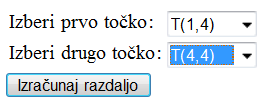 Izberi prvo točko: T(1,4)
Izberi drugo točko: T(4,4)
Izračunaj razdaljo